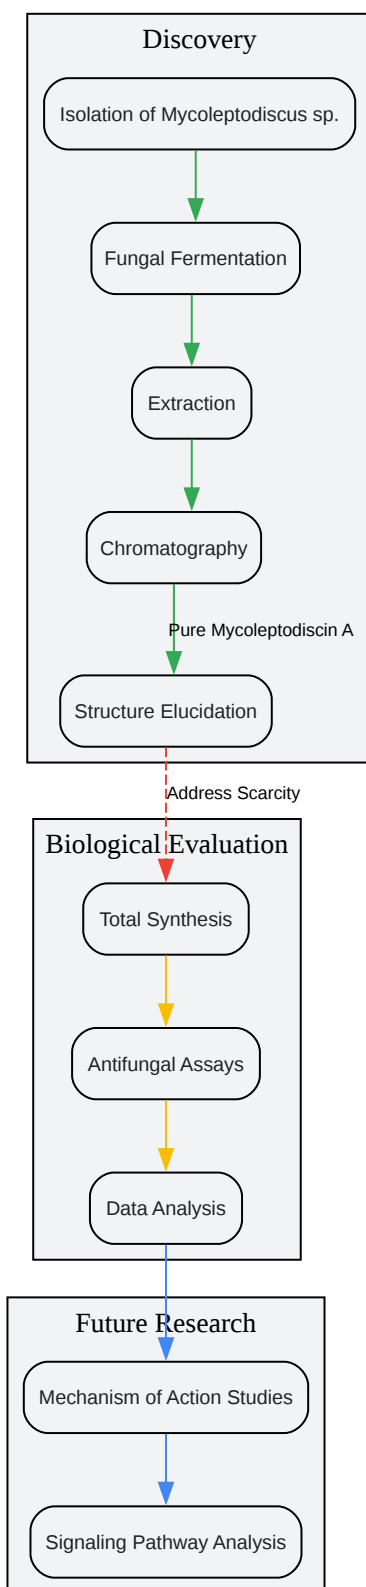 Discovery
Isolation of Mycoleptodiscus sp.
Fungal Fermentation
Extraction
Chromatography
Pure Mycoleptodiscin A
Structure Elucidation
Address Scarcity
Biological Evaluation
Total Synthesis
Antifungal Assays
Data Analysis
Future Research
Mechanism of Action Studies
Signaling Pathway Analysis